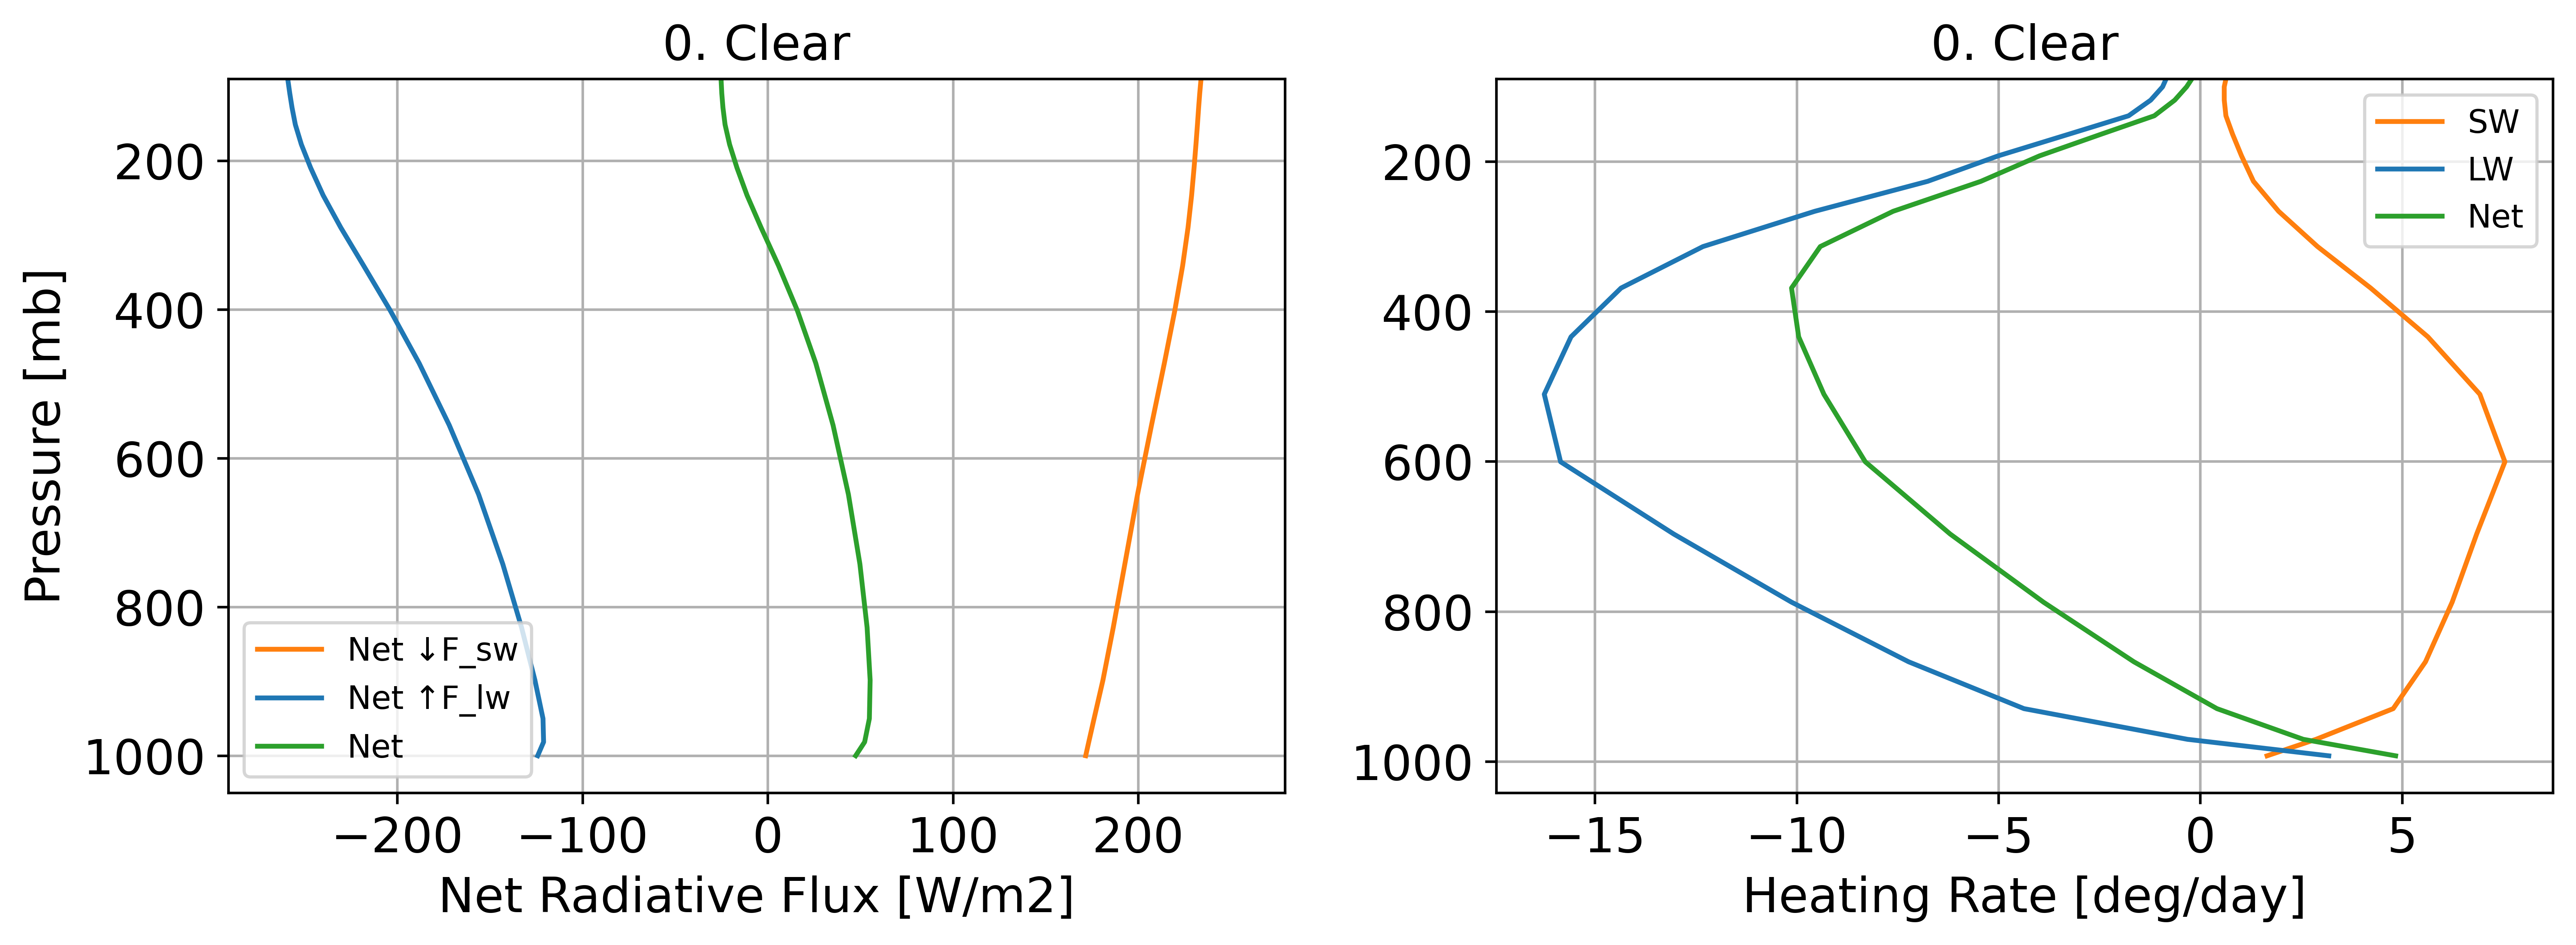 0. Clear
Pressure [mb]
200
400
600
800
1000
Net ↓F_sw
Net ↑F_lw
Net
−200 −100 0 100 200
Net Radiative Flux [W/m2]
0. Clear
200
400
600
800
1000
SW
LW
Net
−15 −10 −5 0 5
Heating Rate [deg/day]